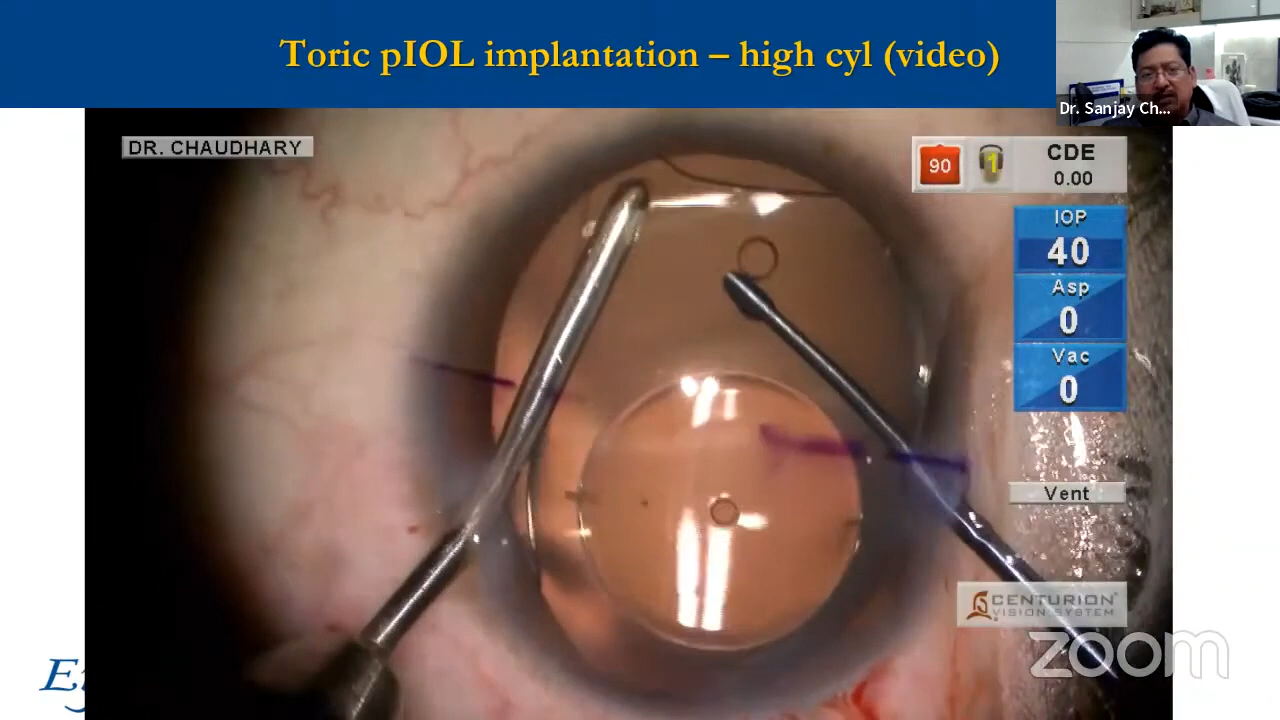 Toric pIOL implantation – high cyl (video)
Dr. Sanjay Ch...
DR. CHAUDHARY
90
1
CDE
0.00
IOP
40
Asp
0
Vac
0
Vent
CENTURION
VISION SYSTEM
zoom